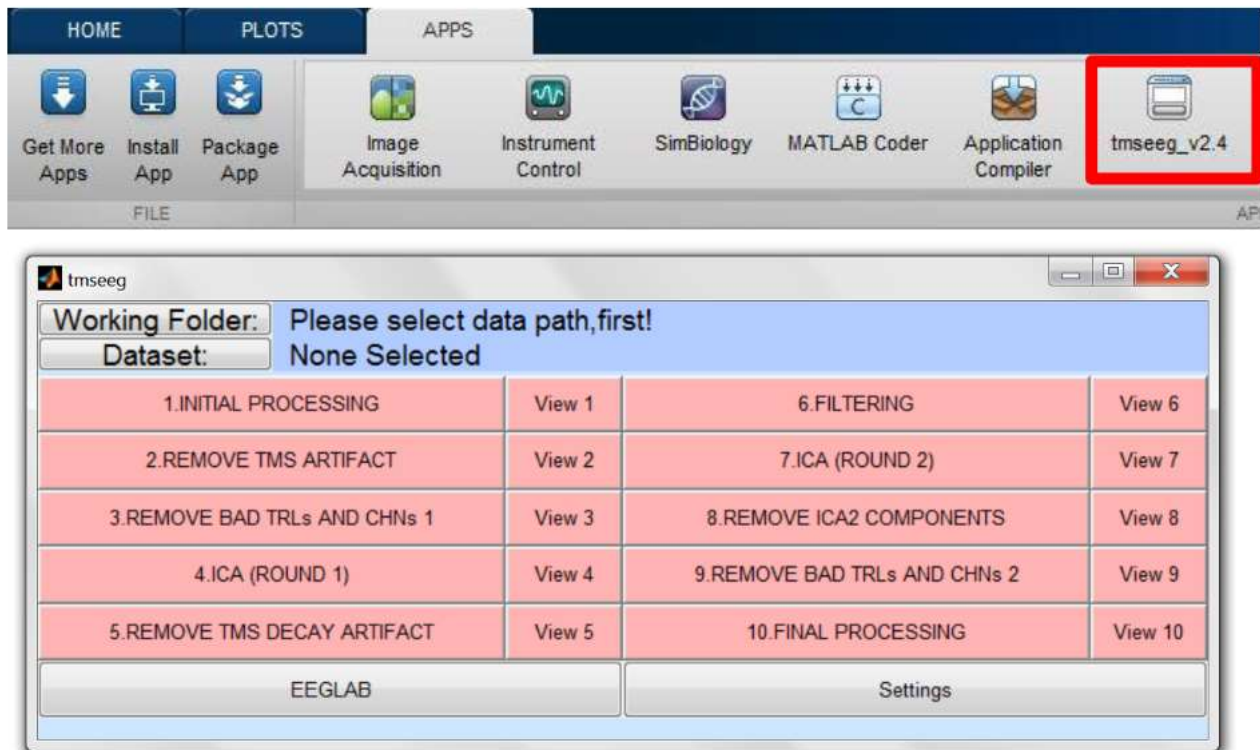 HOME PLOTS APPS
Get More Apps
Install App
Package App
Image Acquisition
Instrument Control
SimBiology
MATLAB Coder
Application Compiler
tmseeg_v2.4
FILE
AP
tmseeg
Working Folder: Please select data path,first!
Dataset: None Selected
1.INITIAL PROCESSING View 1 6.FILTERING View 6
2.REMOVE TMS ARTIFACT View 2 7.ICA (ROUND 2) View 7
3.REMOVE BAD TRLs AND CHNs 1 View 3 8.REMOVE ICA2 COMPONENTS View 8
4.ICA (ROUND 1) View 4 9.REMOVE BAD TRLs AND CHNs 2 View 9
5.REMOVE TMS DECAY ARTIFACT View 5 10.FINAL PROCESSING View 10
EEGLAB Settings